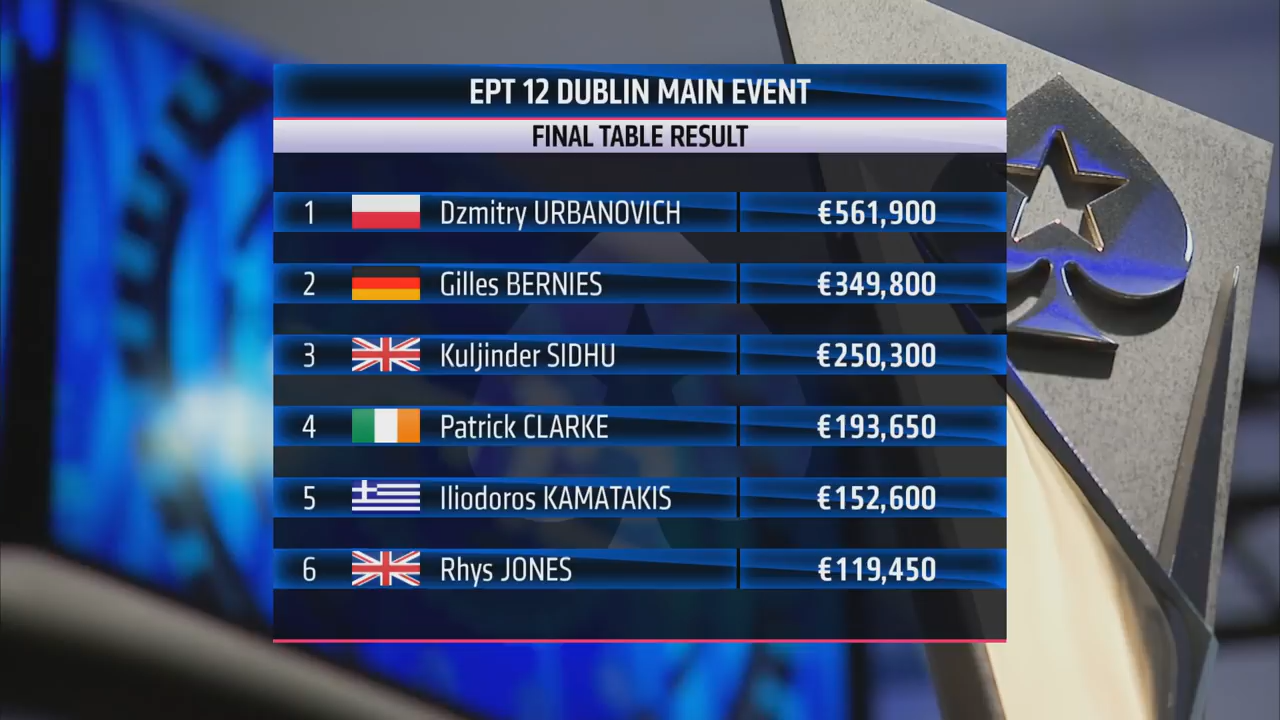 EPT 12 DUBLIN MAIN EVENT
FINAL TABLE RESULT
1 Dzmitry URBANOVICH €561,900
2 Gilles BERNIES €349,800
3 Kuljinder SIDHU €250,300
4 Patrick CLARKE €193,650
5 Iliodoros KAMATAKIS €152,600
6 Rhys JONES €119,450